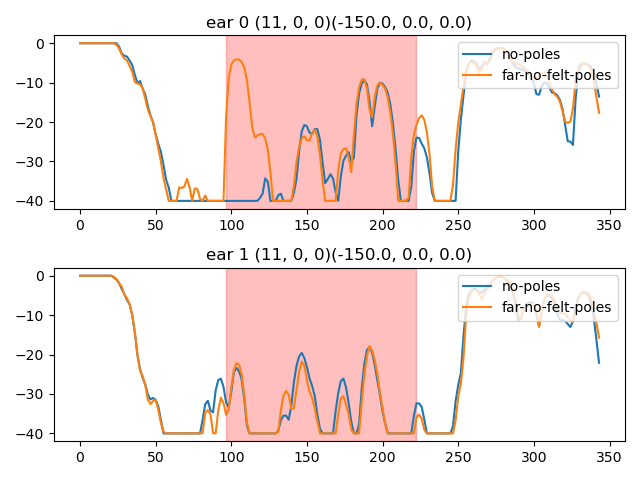 ear 0 (11, 0, 0)(-150.0, 0.0, 0.0)
0
−10
−20
−30
−40
no-poles
far-no-felt-poles
0 50 100 150 200 250 300 350
ear 1 (11, 0, 0)(-150.0, 0.0, 0.0)
0
−10
−20
−30
−40
no-poles
far-no-felt-poles
0 50 100 150 200 250 300 350